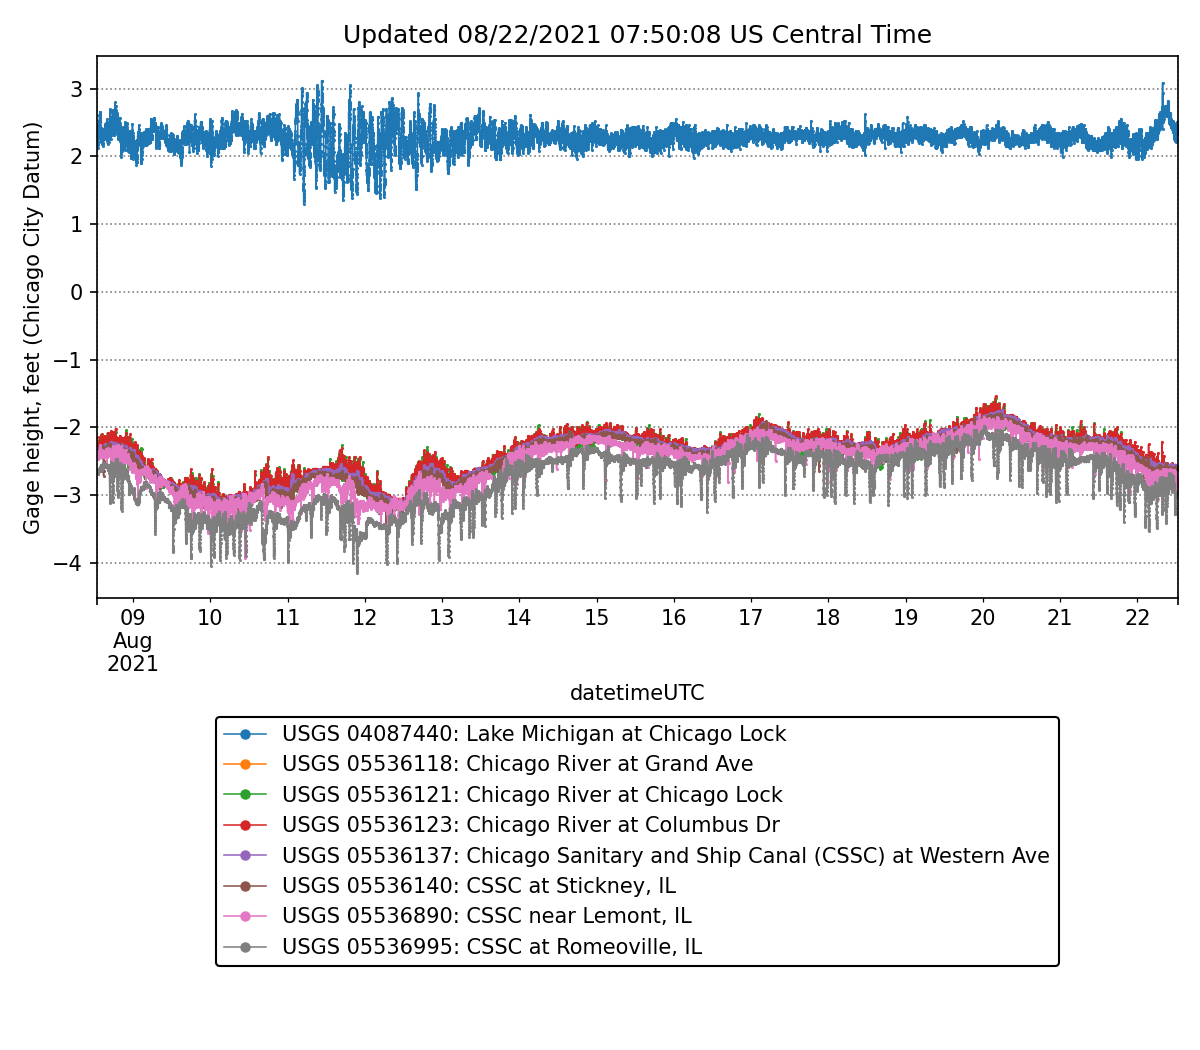 Updated 08/22/2021 07:50:08 US Central Time
Gage height, feet (Chicago City Datum)
3
2
1
0
−1
−2
−3
−4
09 10 11 12 13 14 15 16 17 18 19 20 21 22
Aug
2021
datetimeUTC
USGS 04087440: Lake Michigan at Chicago Lock
USGS 05536118: Chicago River at Grand Ave
USGS 05536121: Chicago River at Chicago Lock
USGS 05536123: Chicago River at Columbus Dr
USGS 05536137: Chicago Sanitary and Ship Canal (CSSC) at Western Ave
USGS 05536140: CSSC at Stickney, IL
USGS 05536890: CSSC near Lemont, IL
USGS 05536995: CSSC at Romeoville, IL